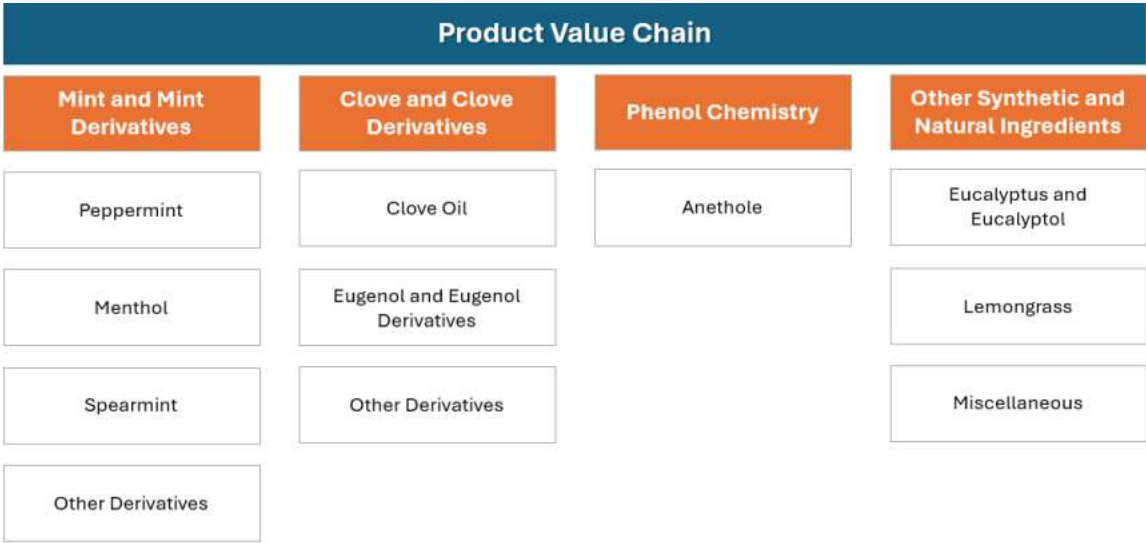 Product Value Chain
Mint and Mint
Derivatives
Clove and Clove
Derivatives
Phenol Chemistry
Other Synthetic and
Natural Ingredients
Peppermint
Clove Oil
Anethole
Eucalyptus and
Eucalyptol
Menthol
Eugenol and Eugenol
Derivatives
Lemongrass
Spearmint
Other Derivatives
Miscellaneous
Other Derivatives